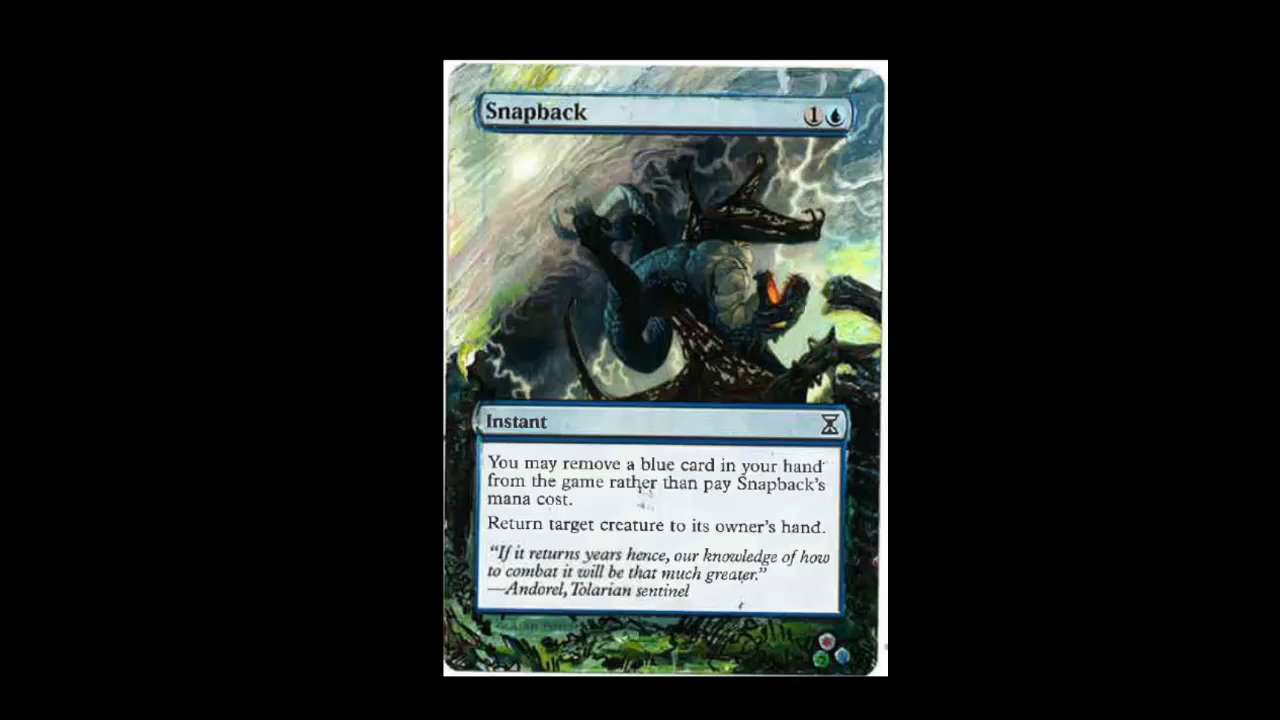 Snapback
1
Instant
You may remove a blue card in your hand
from the game rather than pay Snapback's
mana cost.
Return target creature to its owner's hand.
"If it returns years hence, our knowledge of how
to combat it will be that much greater."
—Andorel, Tolarian sentinel